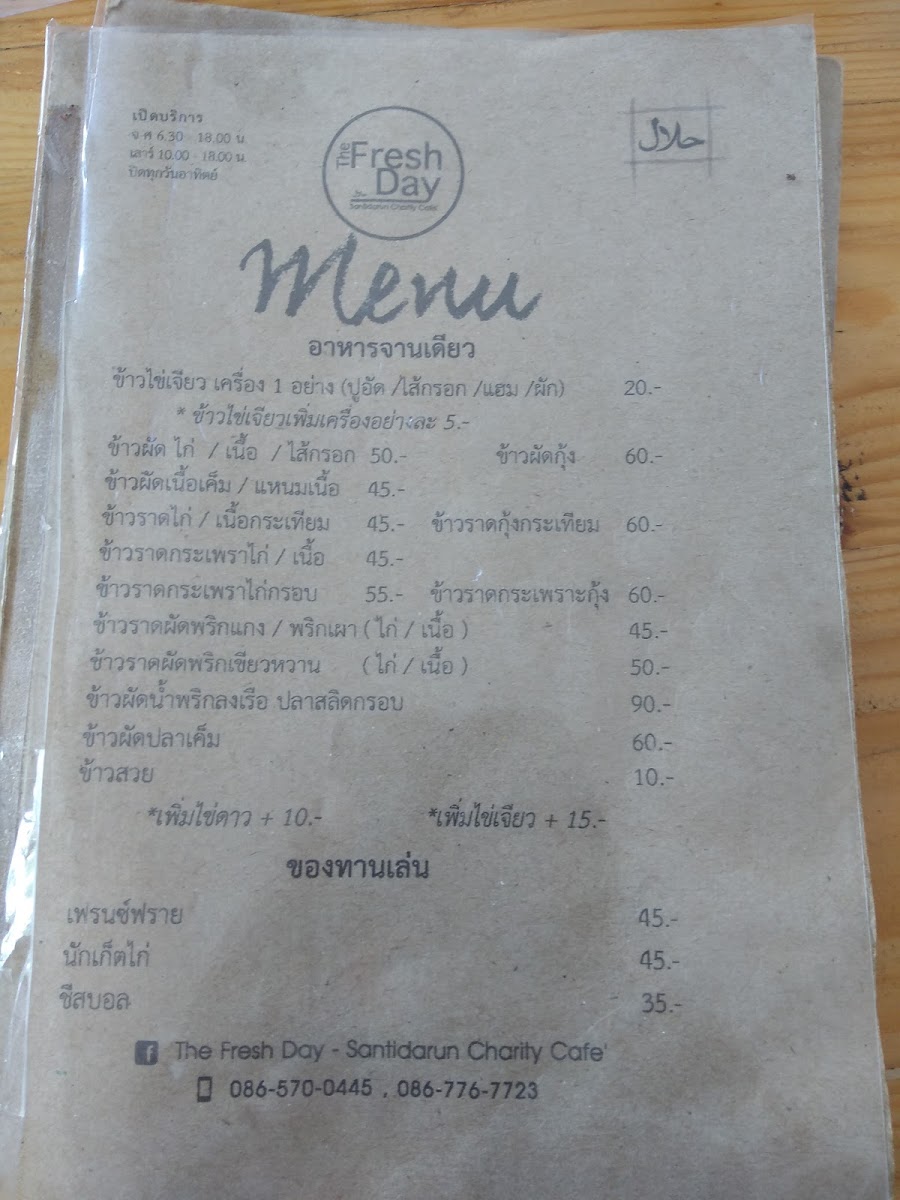 เปิดบริการ
จ-ศ 6.30 - 18.00 น.
เสาร์ 10.00 - 18.00 น.
ปิดทุกวันอาทิตย์
The Fresh Day
Santidarun Charity Cafe'
حلال
Menu
อาหารจานเดียว
ข้าวไข่เจียว เครื่อง 1 อย่าง (ปูอัด /ไส้กรอก /แฮม /ผัก) 20.-
* ข้าวไข่เจียวเพิ่มเครื่องอย่างละ 5.-
ข้าวผัด ไก่ / เนื้อ / ไส้กรอก 50.- ข้าวผัดกุ้ง 60.-
ข้าวผัดเนื้อเค็ม / แหนมเนื้อ 45.-
ข้าวราดไก่ / เนื้อกระเทียม 45.- ข้าวราดกุ้งกระเทียม 60.-
ข้าวราดกระเพราไก่ / เนื้อ 45.-
ข้าวราดกระเพราไก่กรอบ 55.- ข้าวราดกระเพราะกุ้ง 60.-
ข้าวราดผัดพริกแกง / พริกเผา ( ไก่ / เนื้อ ) 45.-
ข้าวราดผัดพริกเขียวหวาน ( ไก่ / เนื้อ ) 50.-
ข้าวผัดน้ำพริกลงเรือ ปลาสลิดกรอบ 90.-
ข้าวผัดปลาเค็ม 60.-
ข้าวสวย 10.-
*เพิ่มไข่ดาว + 10.- *เพิ่มไข่เจียว + 15.-
ของทานเล่น
เฟรนซ์ฟราย 45.-
นักเก็ตไก่ 45.-
ชีสบอล 35.-
f The Fresh Day - Santidarun Charity Cafe'
086-570-0445 , 086-776-7723